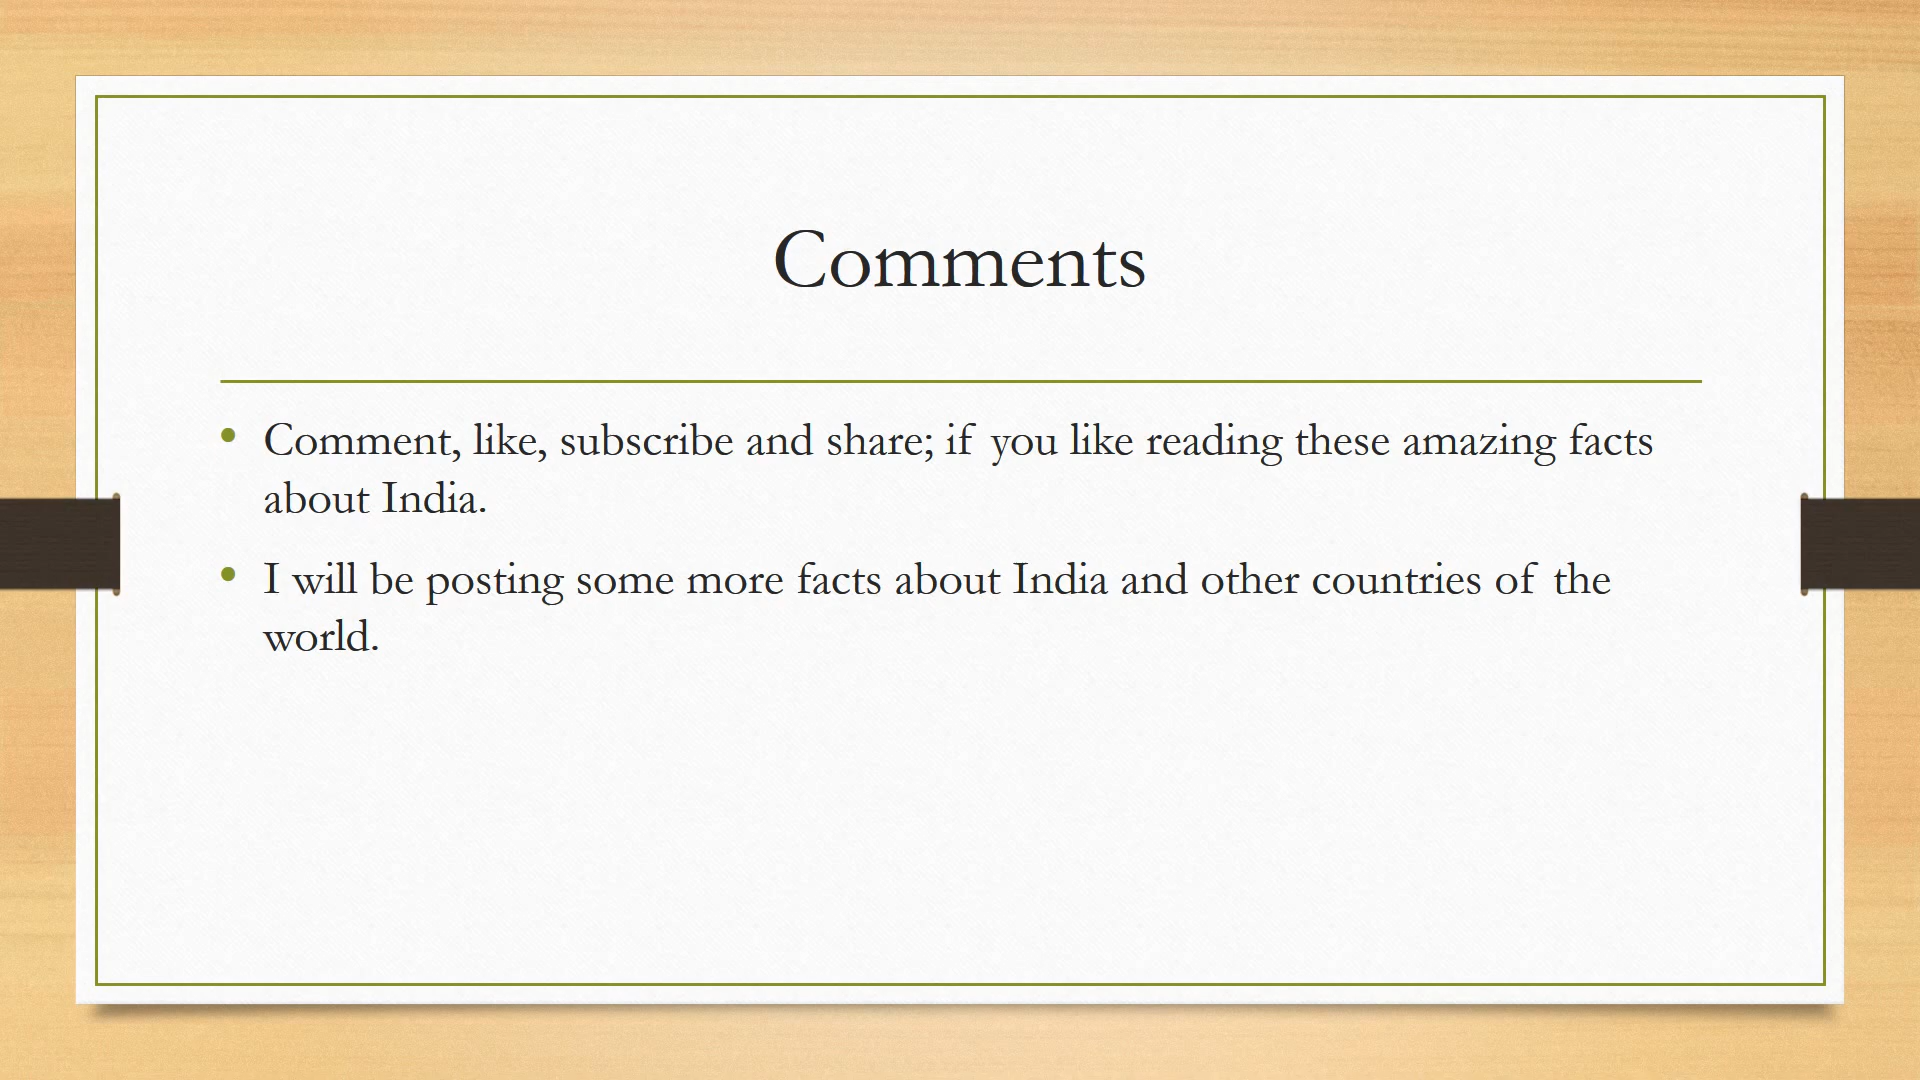 Comments
• Comment, like, subscribe and share; if you like reading these amazing facts
about India.
• I will be posting some more facts about India and other countries of the
world.